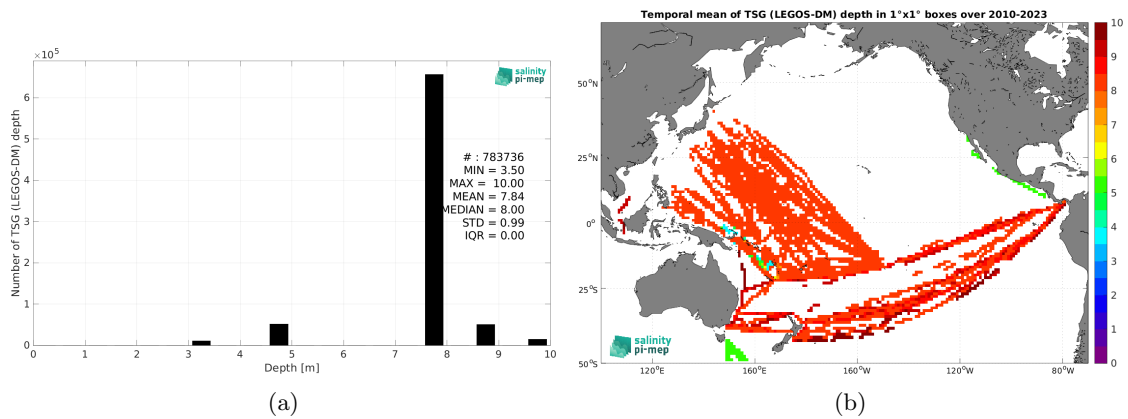 ×10⁵
6
5
4
3
2
1
0
Number of TSG (LEGOS-DM) depth
salinity
pi-mep
# : 783736
MIN = 3.50
MAX = 10.00
MEAN = 7.84
MEDIAN = 8.00
STD = 0.99
IQR = 0.00
0 1 2 3 4 5 6 7 8 9 10
Depth [m]
(a)
Temporal mean of TSG (LEGOS-DM) depth in 1°x1° boxes over 2010-2023
50°N
25°N
0°
25°S
50°S
salinity
pi-mep
120°E 160°E 160°W 120°W 80°W
10
9
8
7
6
5
4
3
2
1
0
(b)